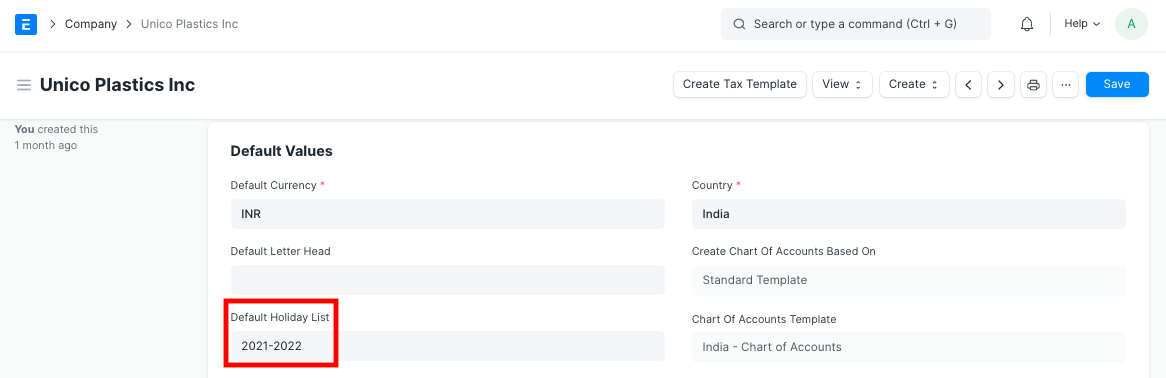 E
Company
Unico Plastics Inc
Search or type a command (Ctrl + G)
Help
A
Unico Plastics Inc
Create Tax Template
View
Create
...
Save
You created this
1 month ago
Default Values
Default Currency *
INR
Country *
India
Default Letter Head
Create Chart Of Accounts Based On
Standard Template
Default Holiday List
2021-2022
Chart Of Accounts Template
India - Chart of Accounts